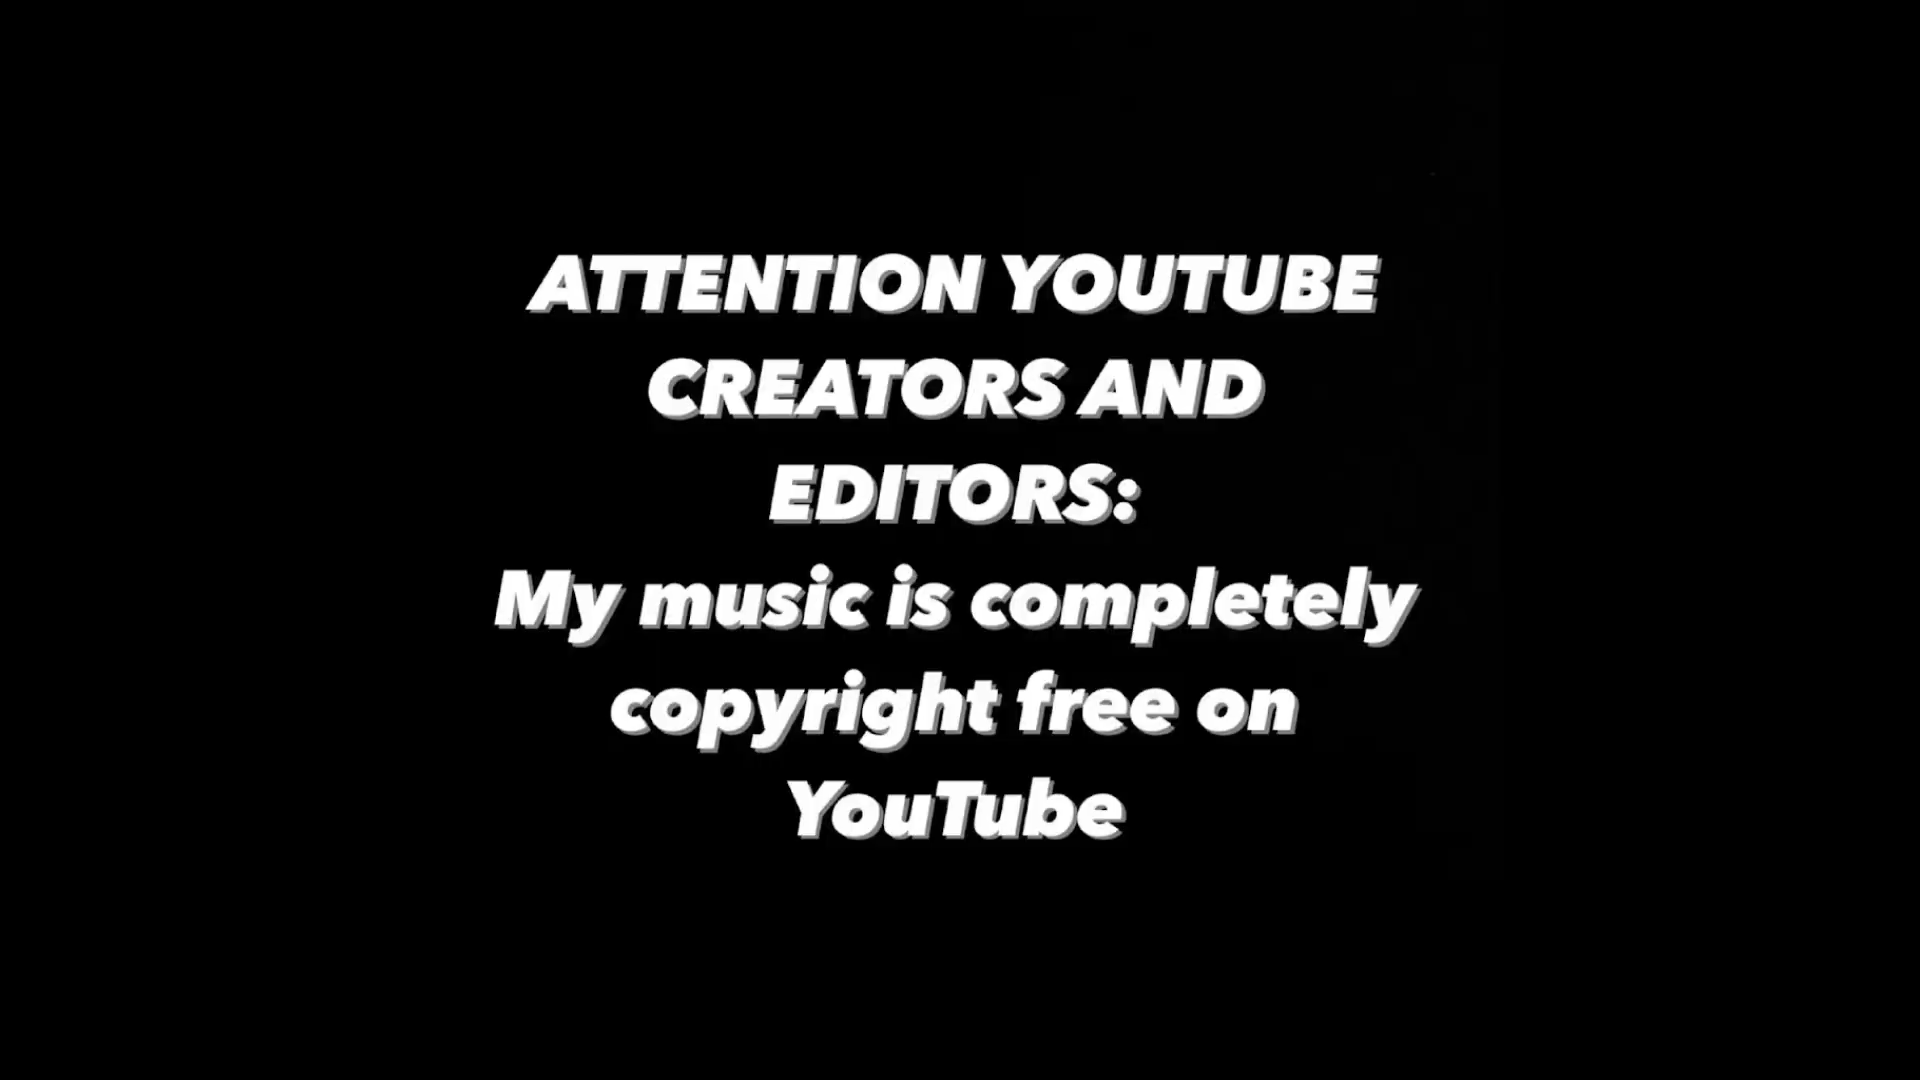 ATTENTION YOUTUBE
CREATORS AND
EDITORS:
My music is completely
copyright free on
YouTube